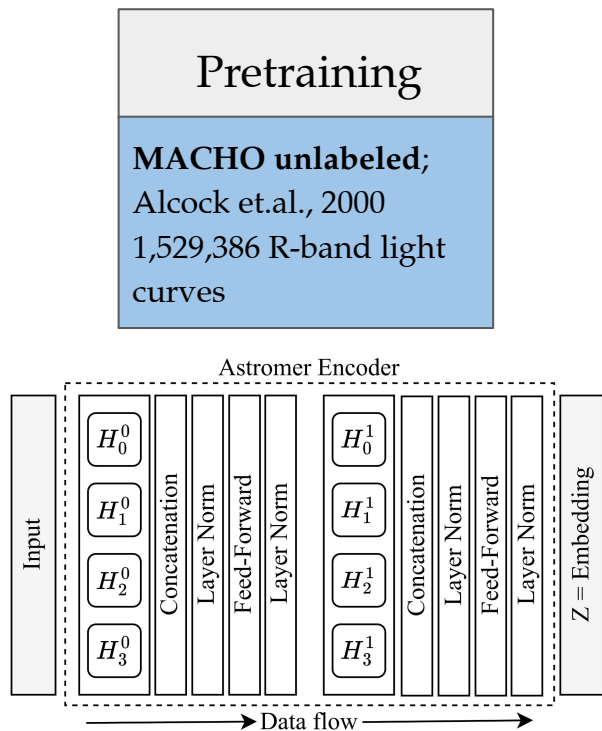 Pretraining
MACHO unlabeled;
Alcock et.al., 2000
1,529,386 R-band light
curves
Astromer Encoder
Input
H_0^0
H_1^0
H_2^0
H_3^0
Concatenation
Layer Norm
Feed-Forward
Layer Norm
H_0^1
H_1^1
H_2^1
H_3^1
Concatenation
Layer Norm
Feed-Forward
Layer Norm
Z = Embedding
Data flow